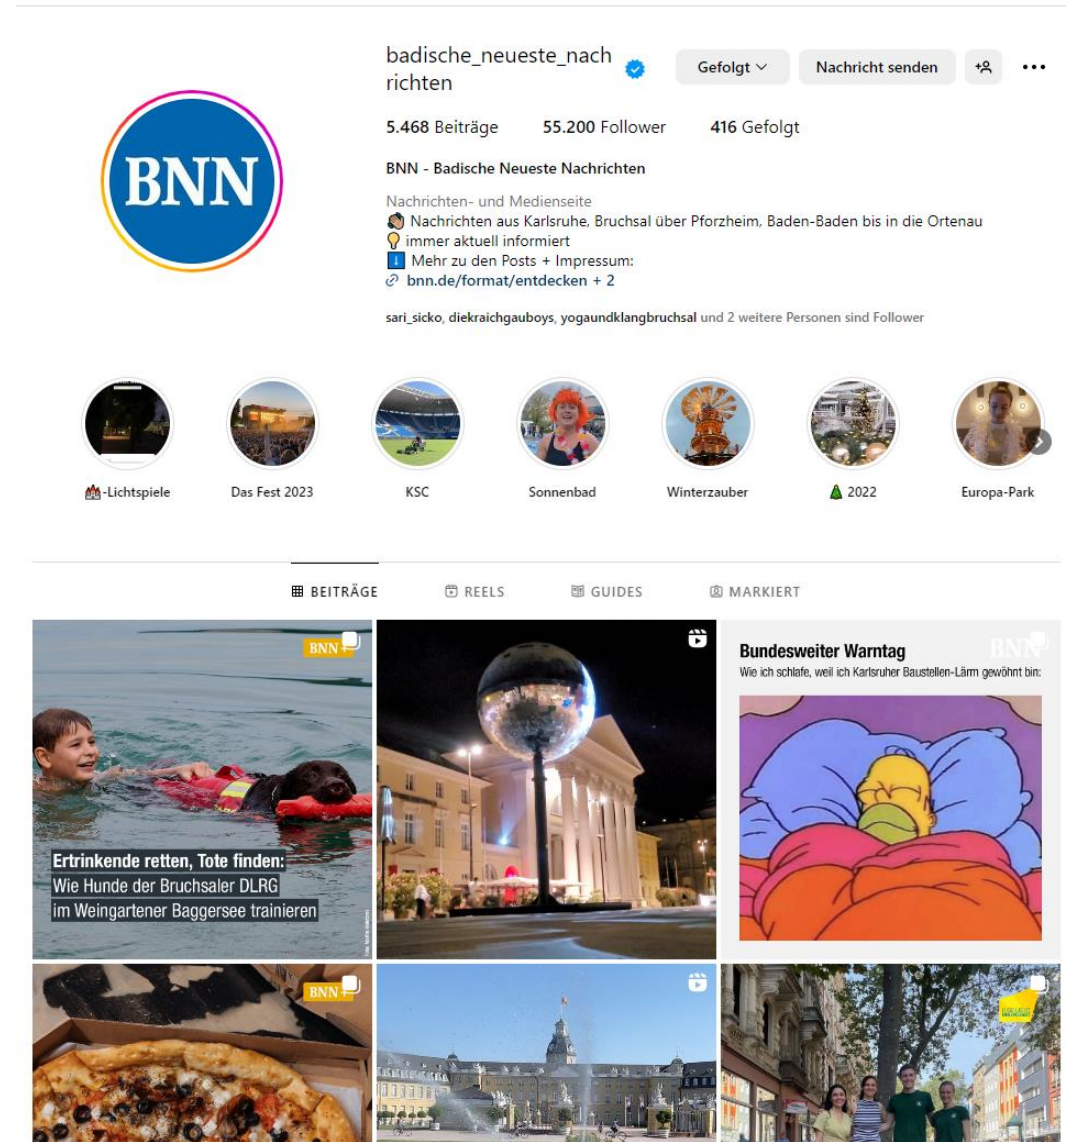 badische_neueste_nach
richten
Gefolgt
Nachricht senden
5.468 Beiträge 55.200 Follower 416 Gefolgt
BNN
BNN - Badische Neueste Nachrichten
Nachrichten- und Medienseite
👏🏽 Nachrichten aus Karlsruhe, Bruchsal über Pforzheim, Baden-Baden bis in die Ortenau
💡 immer aktuell informiert
⬇️ Mehr zu den Posts + Impressum:
bnn.de/format/entdecken + 2
sari_sicko, diekraichgauboys, yogaundklangbruchsal und 2 weitere Personen sind Follower
🏰-Lichtspiele
Das Fest 2023
KSC
Sonnenbad
Winterzauber
🎄 2022
Europa-Park
BEITRÄGE
REELS
GUIDES
MARKIERT
BNN+
Ertrinkende retten, Tote finden:
Wie Hunde der Bruchsaler DLRG
im Weingartener Baggersee trainieren
BNN
Bundesweiter Warntag
Wie ich schlafe, weil ich Karlsruher Baustellen-Lärm gewöhnt bin:
BNN+